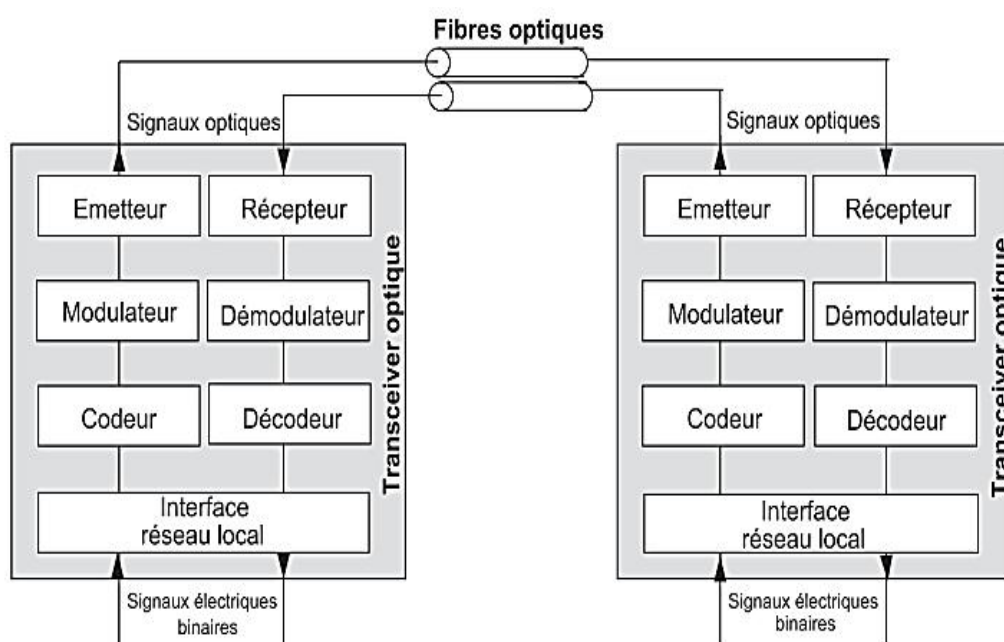 Fibres optiques
Signaux optiques
Signaux optiques
Emetteur
Récepteur
Modulateur
Démodulateur
Codeur
Décodeur
Interface
réseau local
Transceiver optique
Signaux électriques
binaires
Emetteur
Récepteur
Modulateur
Démodulateur
Codeur
Décodeur
Interface
réseau local
Transceiver optique
Signaux électriques
binaires